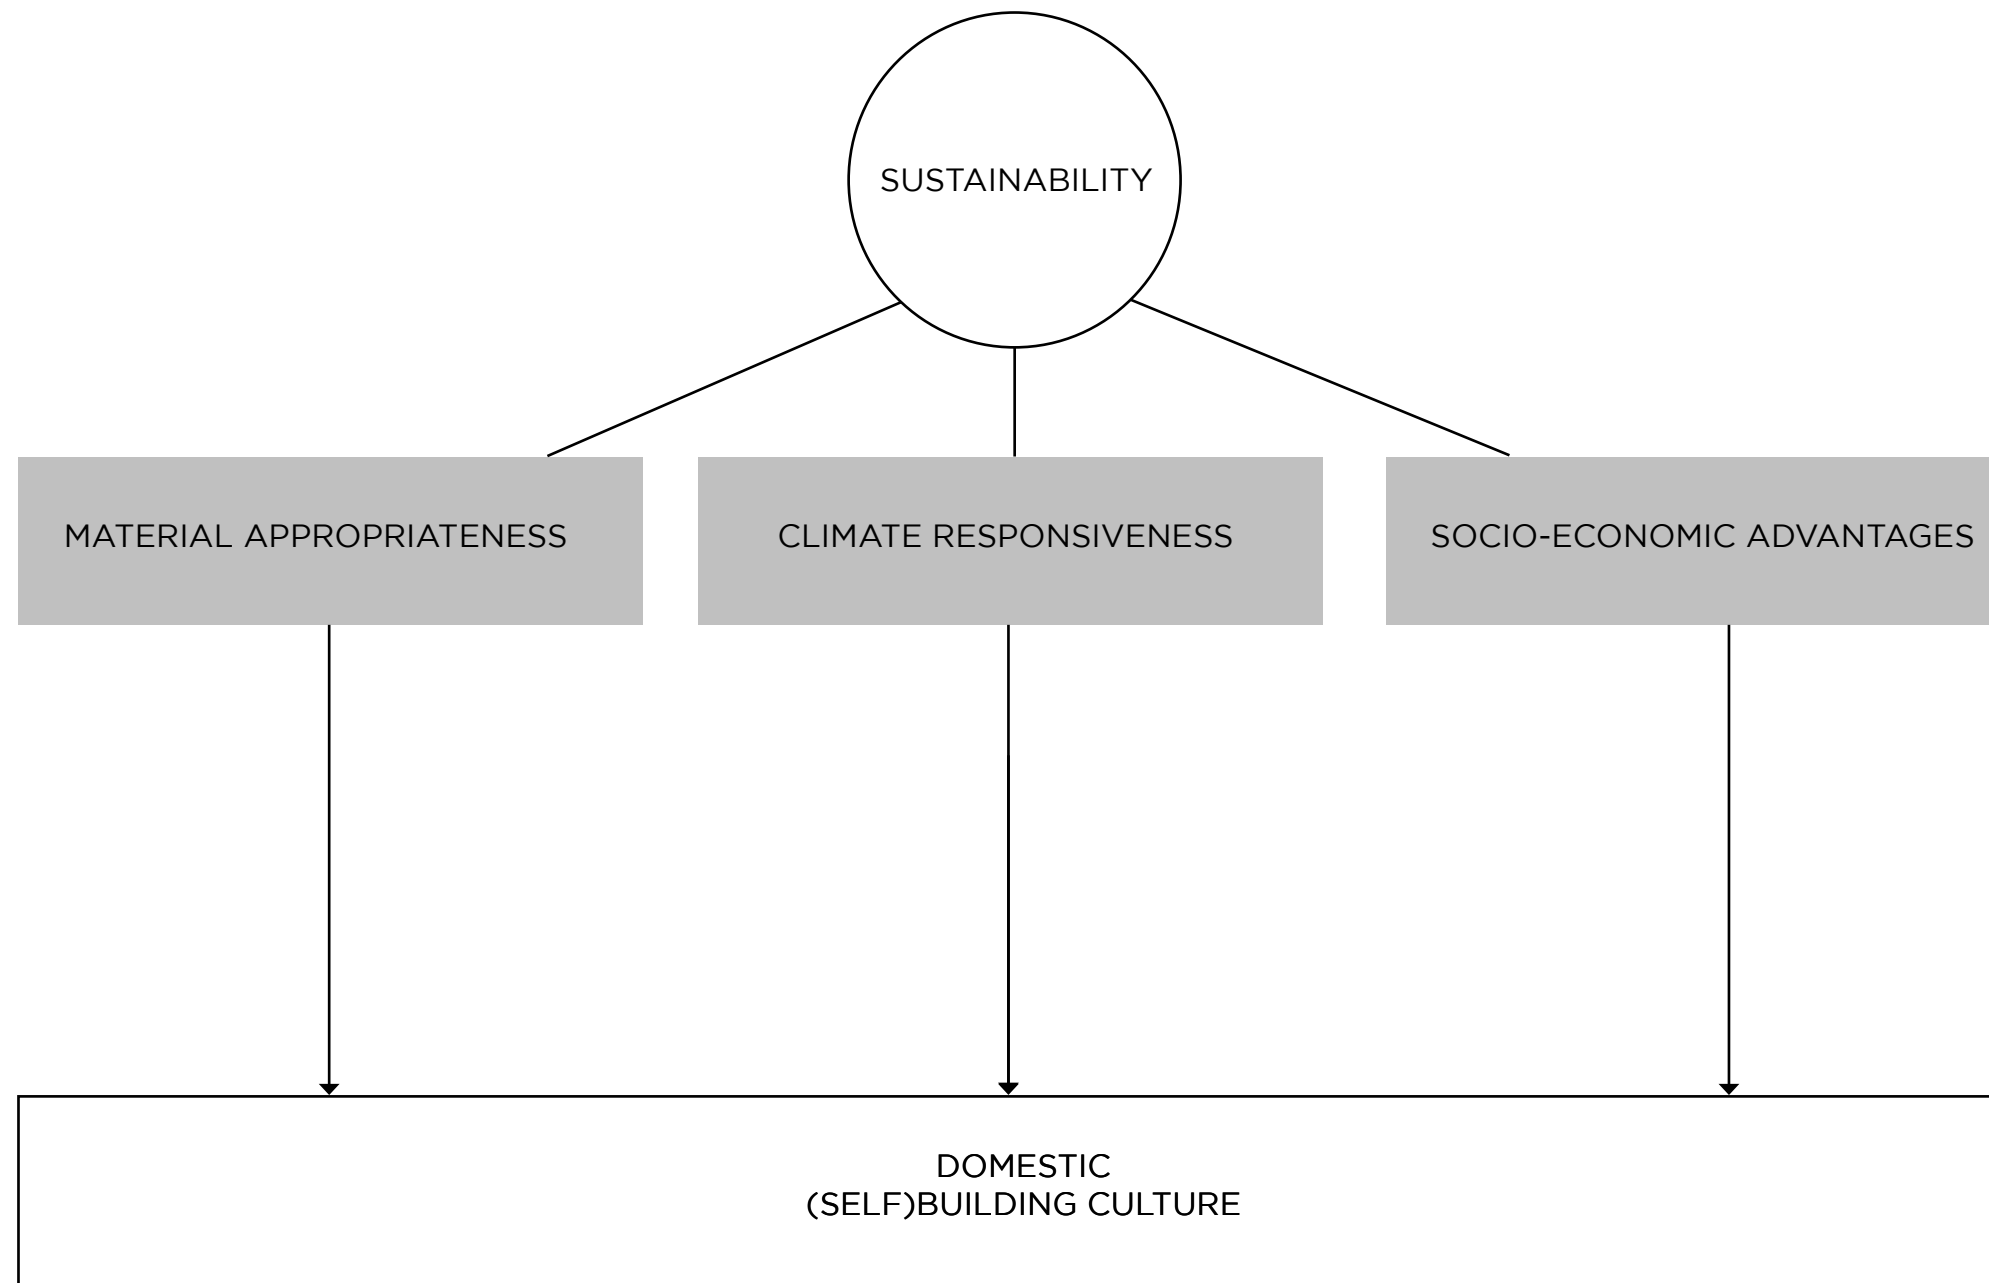 SUSTAINABILITY
MATERIAL APPROPRIATENESS
CLIMATE RESPONSIVENESS
SOCIO-ECONOMIC ADVANTAGES
DOMESTIC
(SELF)BUILDING CULTURE